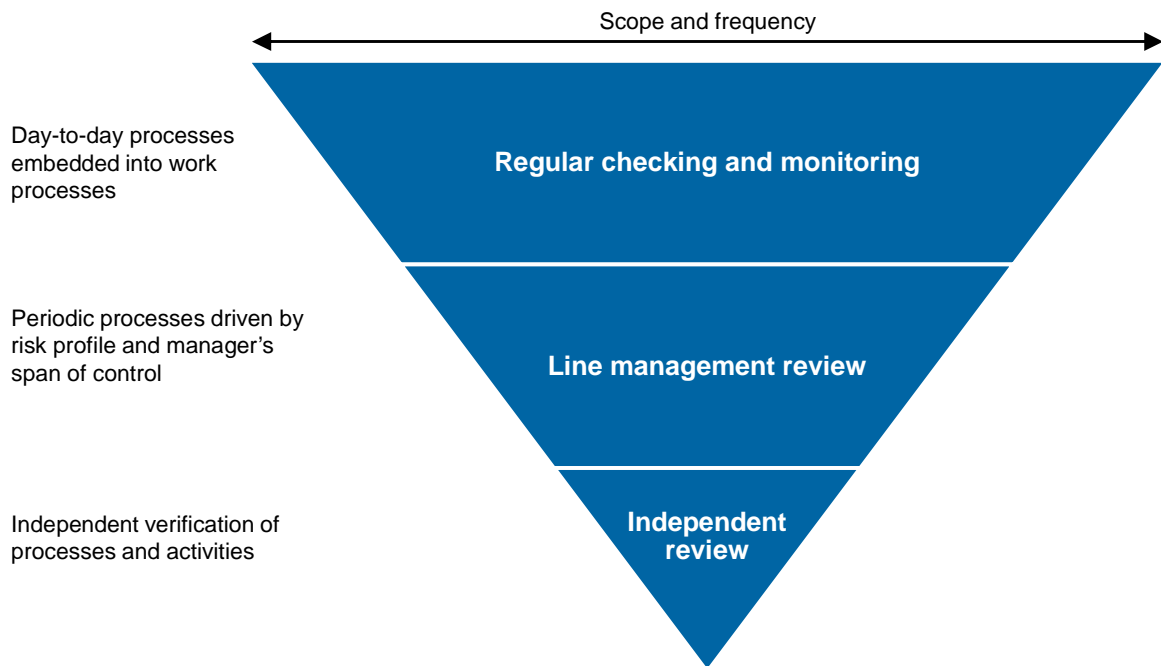 Scope and frequency
Day-to-day processes
embedded into work
processes
Regular checking and monitoring
Periodic processes driven by
risk profile and manager’s
span of control
Line management review
Independent verification of
processes and activities
Independent
review